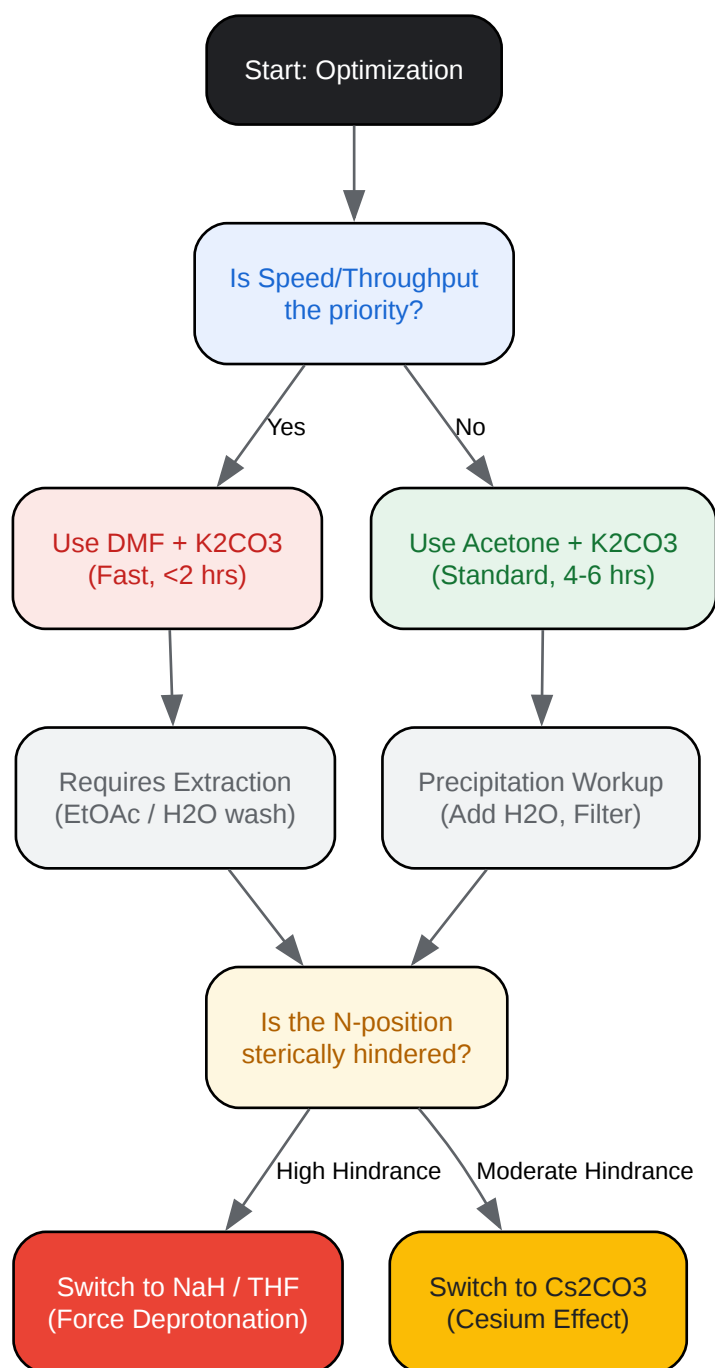 Start: Optimization
Is Speed/Throughput
the priority?
Yes
No
Use DMF + K2CO3
(Fast, <2 hrs)
Use Acetone + K2CO3
(Standard, 4-6 hrs)
Requires Extraction
(EtOAc / H2O wash)
Precipitation Workup
(Add H2O, Filter)
Is the N-position
sterically hindered?
High Hindrance
Moderate Hindrance
Switch to NaH / THF
(Force Deprotonation)
Switch to Cs2CO3
(Cesium Effect)